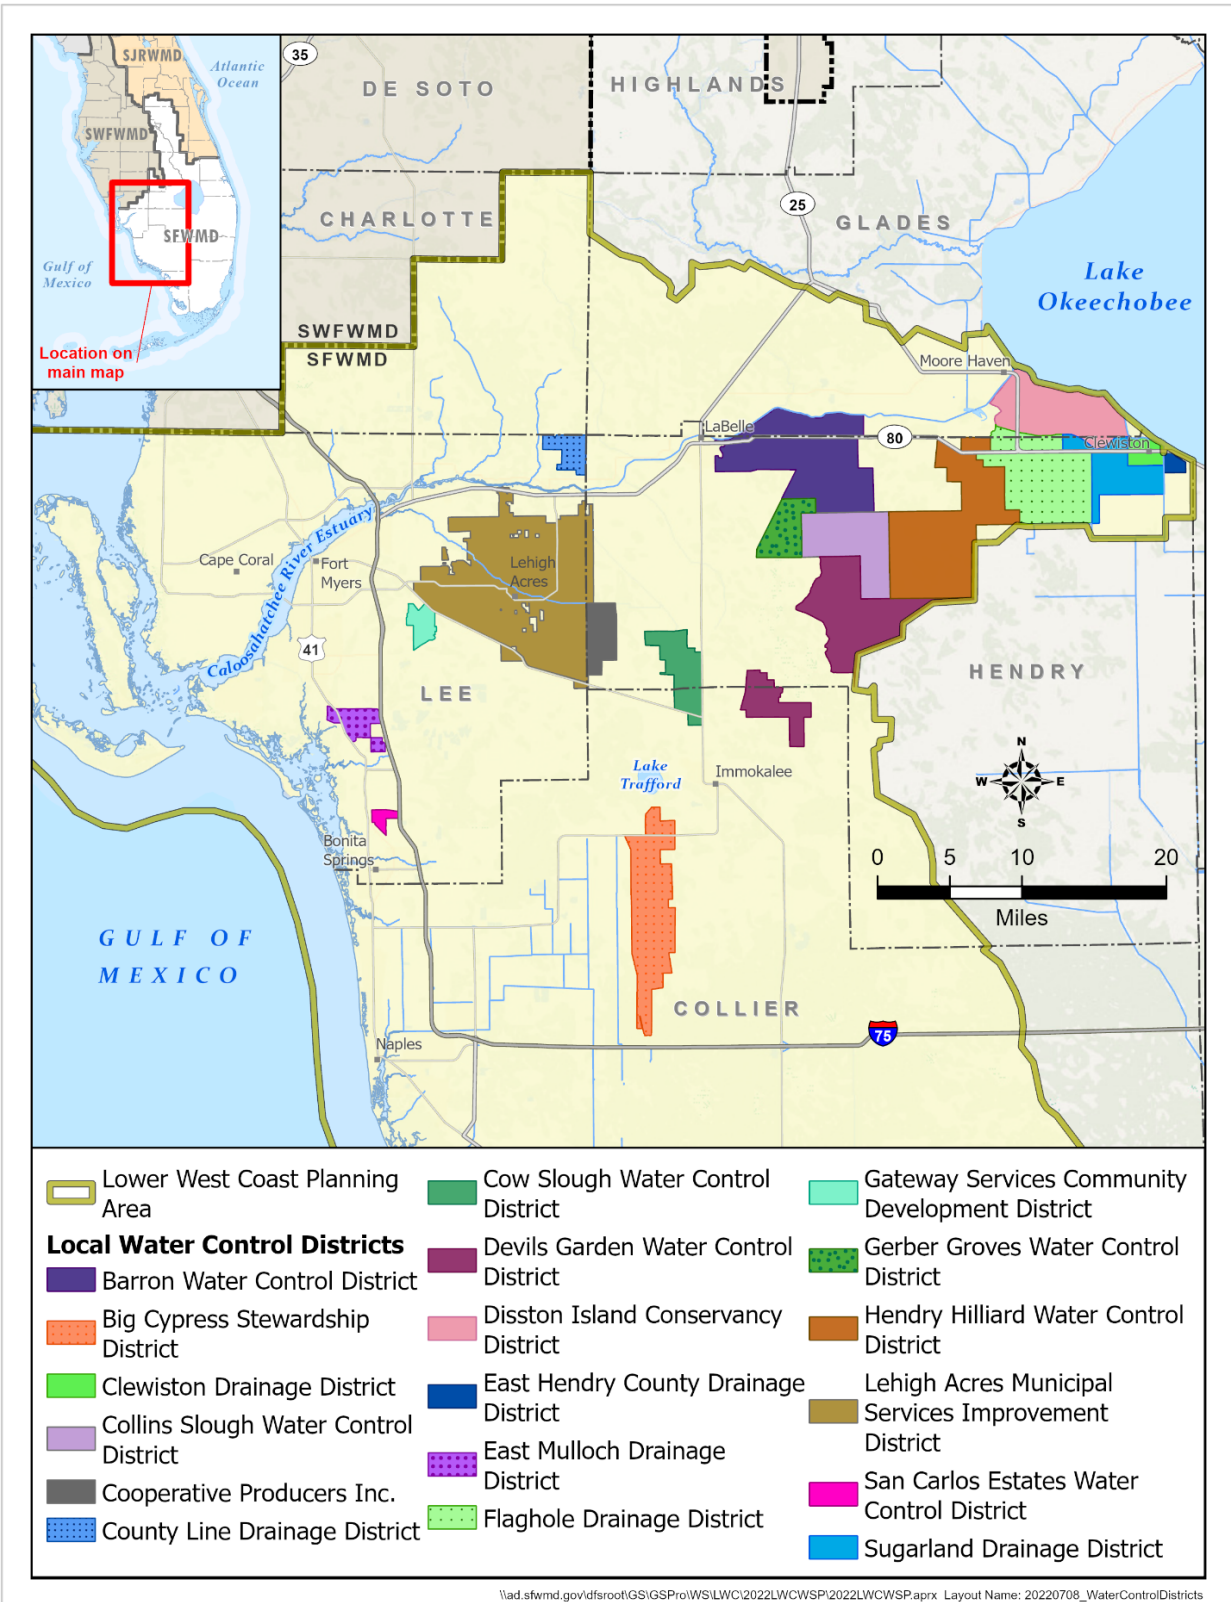 SJRWMD
Atlantic
Ocean
SWFWMD
SFWMD
Gulf of
Mexico
Location on
main map
35
DE SOTO
HIGHLANDS
25
CHARLOTTE
GLADES
Lake
Okeechobee
SWFWMD
SFWMD
Moore Haven
LaBelle
80
Clewiston
Cape Coral
Fort
Myers
Lehigh
Acres
Caloosahatchee River Estuary
41
LEE
HENDRY
N
W
E
S
Lake
Trafford
Immokalee
Bonita
Springs
0 5 10 20
Miles
GULF OF
MEXICO
COLLIER
75
Naples
Lower West Coast Planning
Area
Local Water Control Districts
Barron Water Control District
Big Cypress Stewardship
District
Clewiston Drainage District
Collins Slough Water Control
District
Cooperative Producers Inc.
County Line Drainage District
Cow Slough Water Control
District
Devils Garden Water Control
District
Disston Island Conservancy
District
East Hendry County Drainage
District
East Mulloch Drainage
District
Flaghole Drainage District
Gateway Services Community
Development District
Gerber Groves Water Control
District
Hendry Hilliard Water Control
District
Lehigh Acres Municipal
Services Improvement
District
San Carlos Estates Water
Control District
Sugarland Drainage District
\\ad.sfwmd.gov\dfsroot\GS\GSPro\WS\LWC\2022LWCWSP\2022LWCWSP.aprx Layout Name: 20220708_WaterControlDistricts